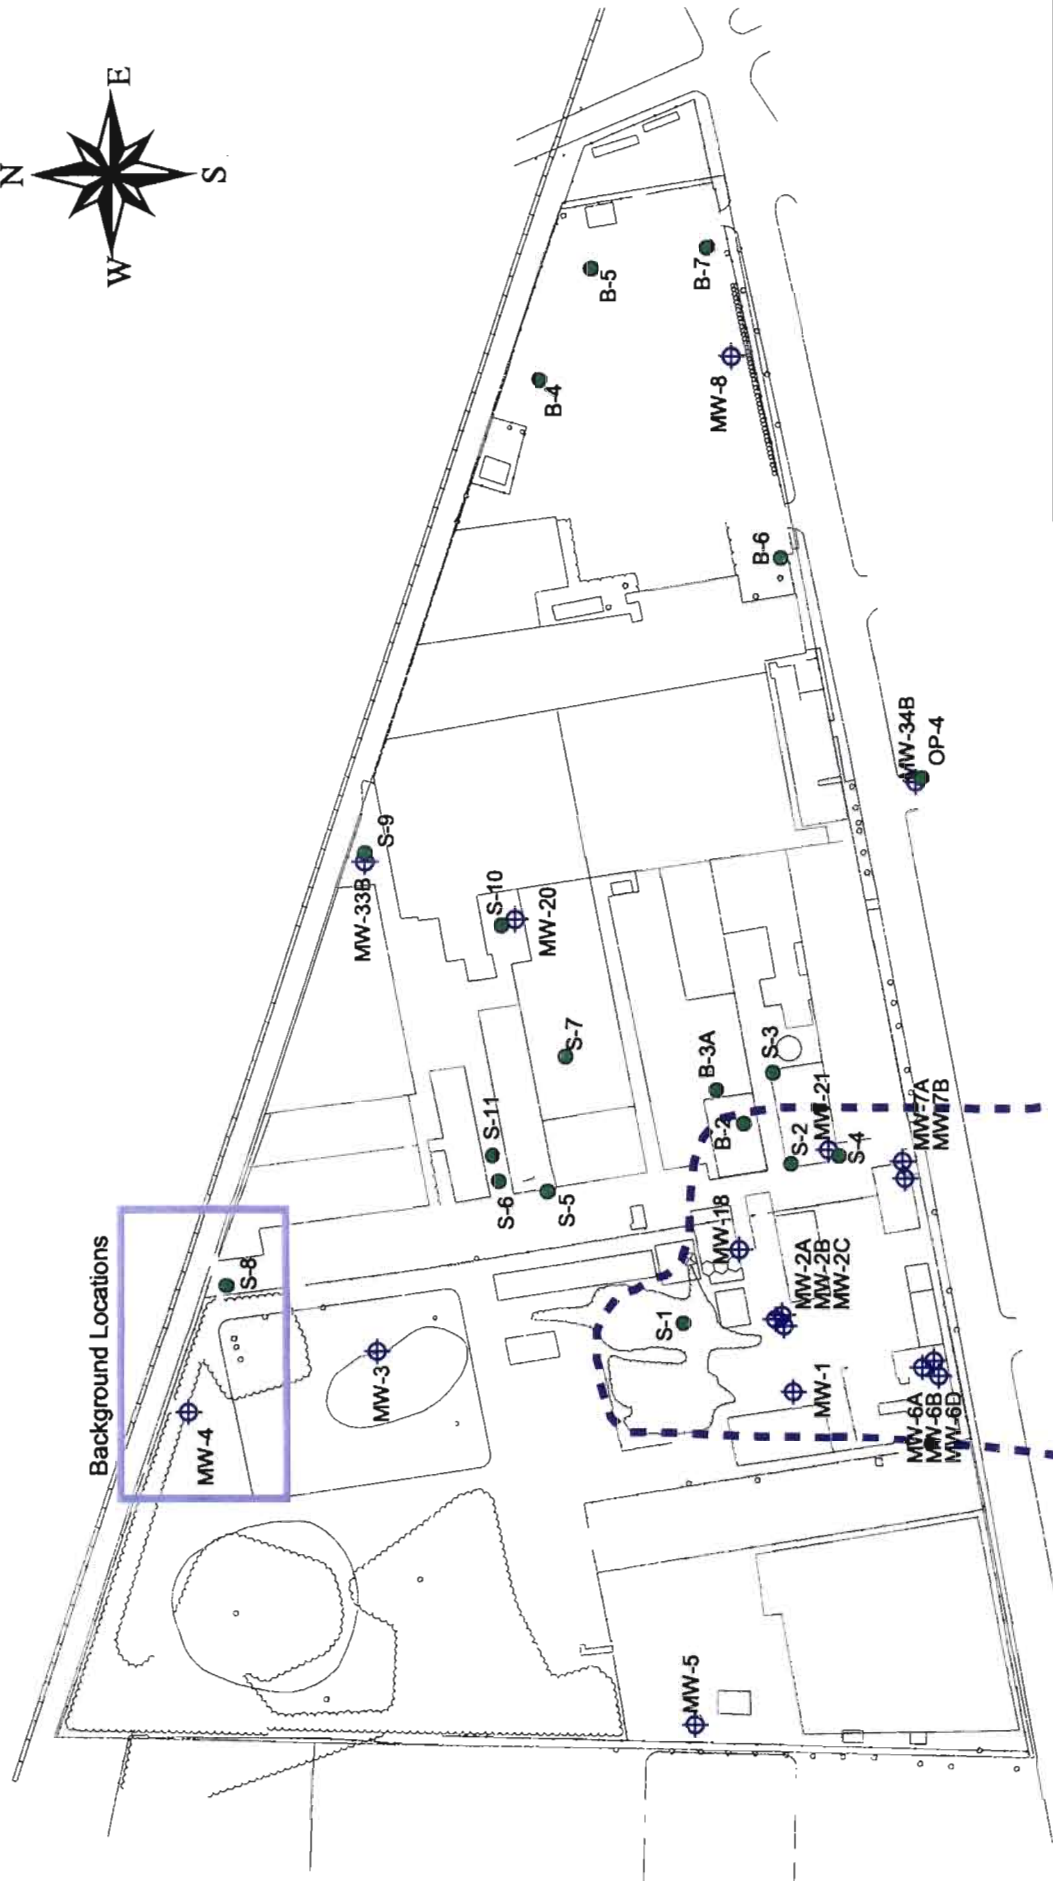 N
E
W
S
B-5
B-7
B-4
MW-8
B-6
MW-34B
OP-4
S-9
MW-33B
S-10
MW-20
S-7
B-3A
S-3
S-11
MW-21
B-2
S-2
S-4
MW-7A
MW-7B
S-6
S-5
MW-18
Background Locations
S-8
MW-2A
MW-2B
MW-2C
S-1
MW-3
MW-1
MW-4
MW-6A
MW-6B
MW-6D
MW-5